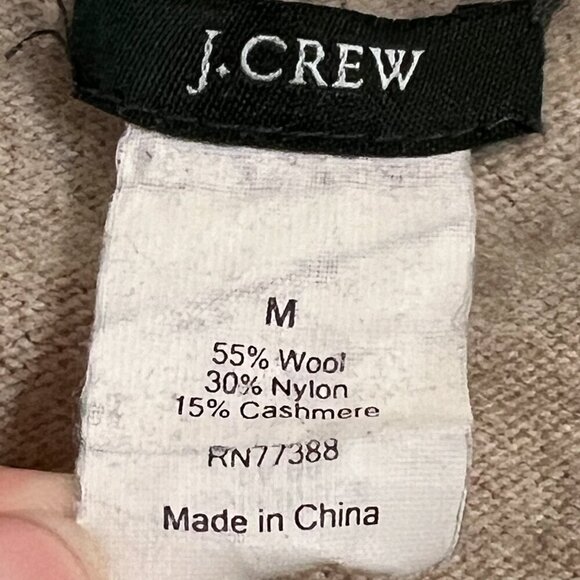 J.CREW
M
55% Wool
30% Nylon
15% Cashmere
RN77388
Made in China